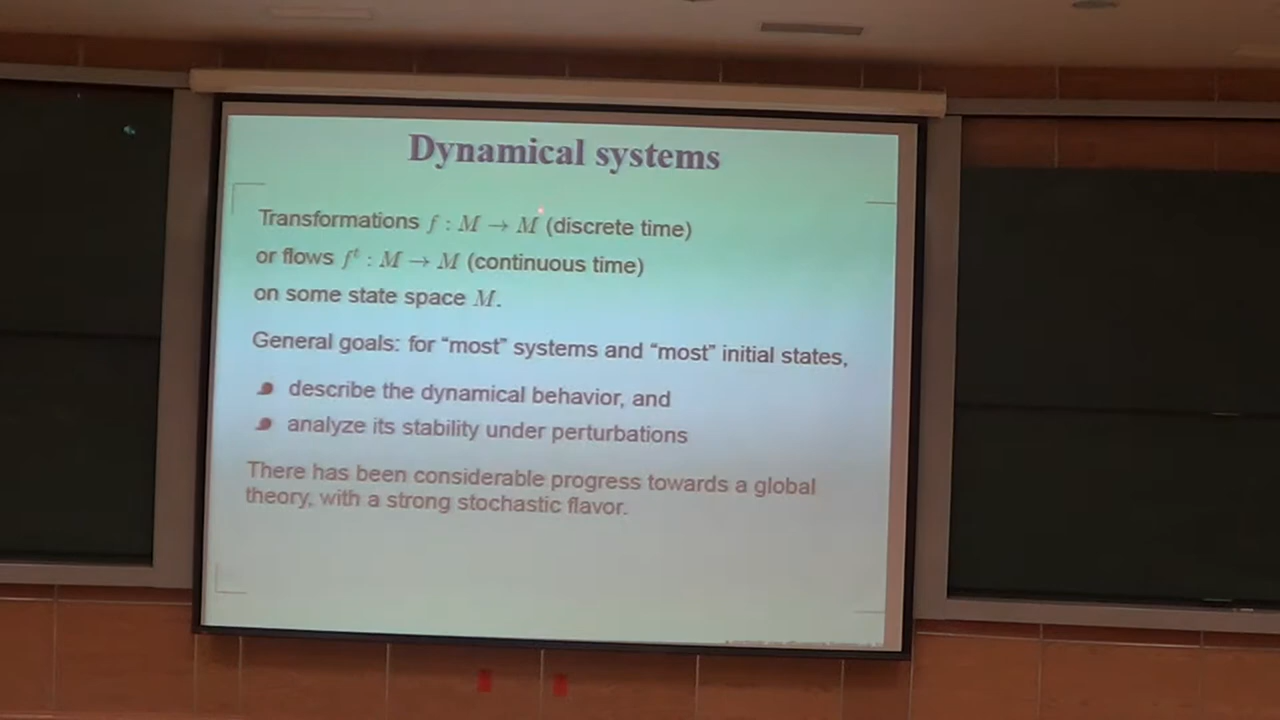 Dynamical systems
Transformations f : M → M (discrete time)
or flows fᵗ : M → M (continuous time)
on some state space M.
General goals: for “most” systems and “most” initial states,
describe the dynamical behavior, and
analyze its stability under perturbations
There has been considerable progress towards a global
theory, with a strong stochastic flavor.